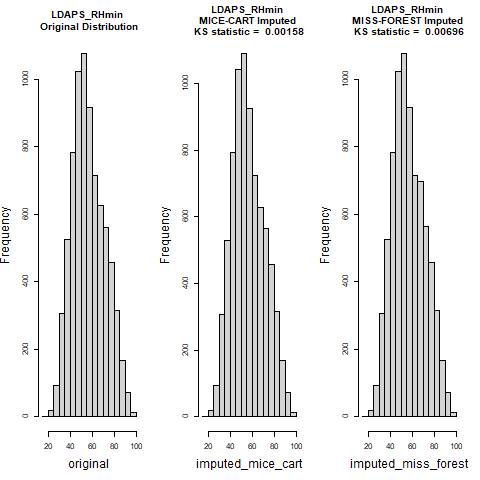 LDAPS_RHmin
Original Distribution
Frequency
0
200
400
600
800
1000
20 40 60 80 100
original
LDAPS_RHmin
MICE-CART Imputed
KS statistic = 0.00158
Frequency
0
200
400
600
800
1000
20 40 60 80 100
imputed_mice_cart
LDAPS_RHmin
MISS-FOREST Imputed
KS statistic = 0.00696
Frequency
0
200
400
600
800
1000
20 40 60 80 100
imputed_miss_forest